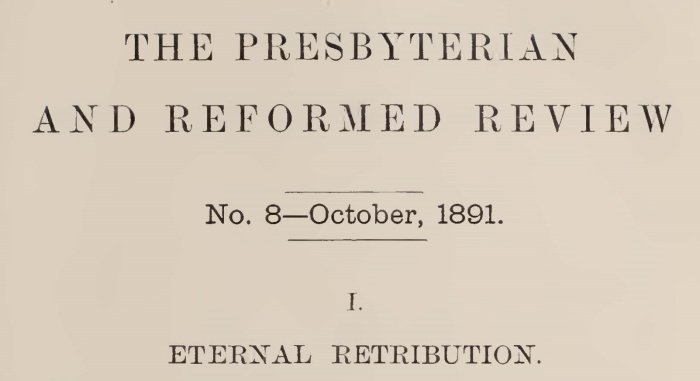 THE PRESBYTERIAN
AND REFORMED REVIEW
No. 8—October, 1891.
I.
ETERNAL RETRIBUTION.